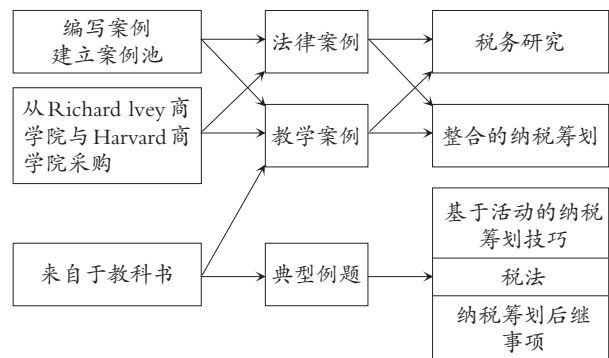 编写案例
建立案例池
法律案例
税务研究
从Richard lvey商
学院与Harvard商
学院采购
教学案例
整合的纳税筹划
来自于教科书
典型例题
基于活动的纳税
筹划技巧
税法
纳税筹划后继
事项